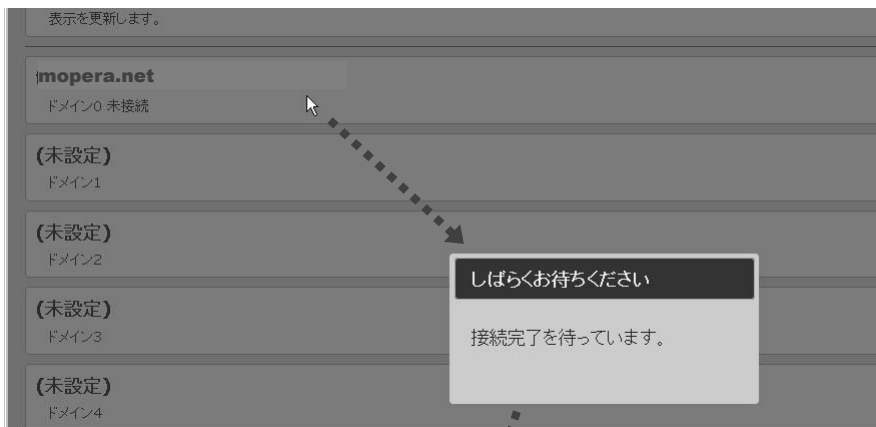 表示を更新します。
mopera.net
ドメイン0 未接続
(未設定)
ドメイン1
(未設定)
ドメイン2
(未設定)
ドメイン3
(未設定)
ドメイン4
しばらくお待ちください
接続完了を待っています。